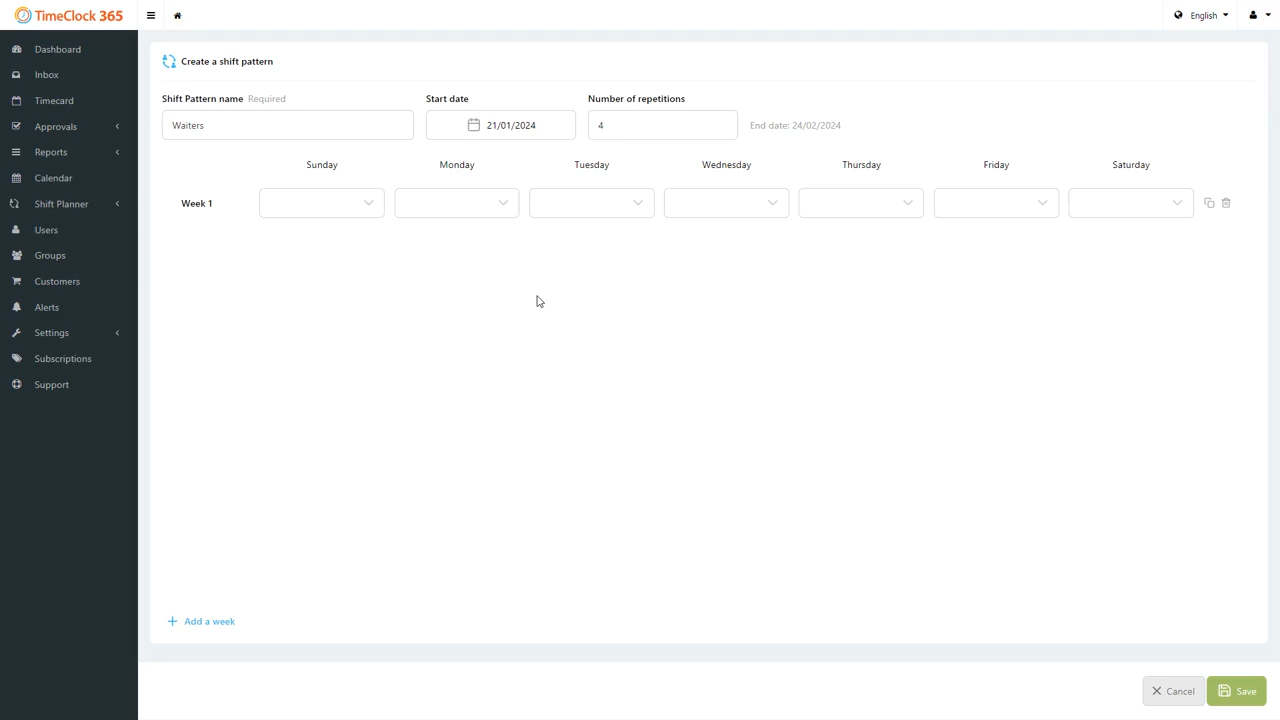 TimeClock 365
English
Dashboard
Inbox
Timecard
Approvals
Reports
Calendar
Shift Planner
Users
Groups
Customers
Alerts
Settings
Subscriptions
Support
Create a shift pattern
Shift Pattern name Required
Start date
Number of repetitions
Waiters
21/01/2024
4
End date: 24/02/2024
Sunday Monday Tuesday Wednesday Thursday Friday Saturday
Week 1
Add a week
Cancel
Save